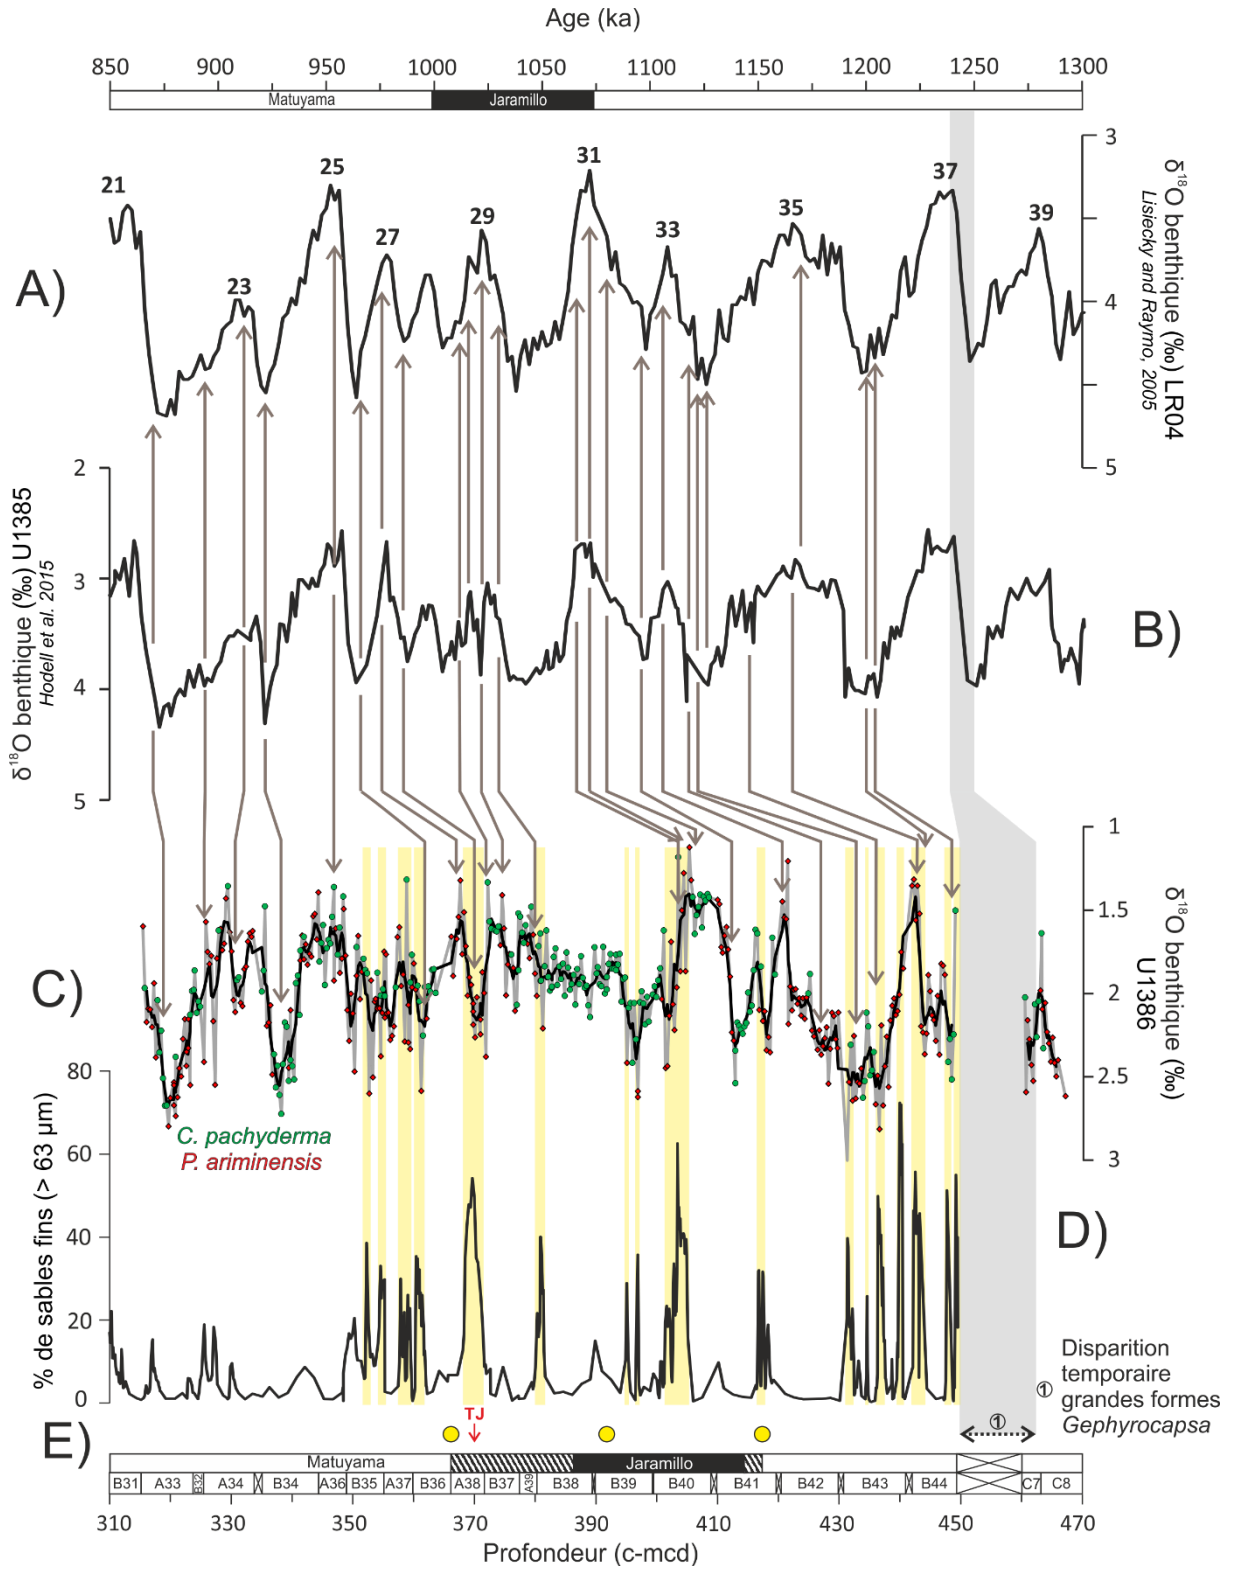 Age (ka)
850 900 950 1000 1050 1100 1150 1200 1250 1300
Matuyama Jaramillo
3
4
5
δ18O benthique (‰) LR04
Lisiecky and Raymo, 2005
21 23 25 27 29 31 33 35 37 39
A)
2
3
4
5
δ18O benthique (‰) U1385
Hodell et al. 2015
B)
1
1.5
2
2.5
3
δ18O benthique (‰)
U1386
C)
C. pachyderma
P. ariminensis
80
60
40
20
0
% de sables fins (> 63 µm)
D)
Disparition
temporaire
① grandes formes
Gephyrocapsa
TJ
①
E)
Matuyama Jaramillo
B31 A33 B32 A34 B34 A36 B35 A37 B36 A38 B37 A39 B38 B39 B40 B41 B42 B43 B44 C7 C8
310 330 350 370 390 410 430 450 470
Profondeur (c-mcd)